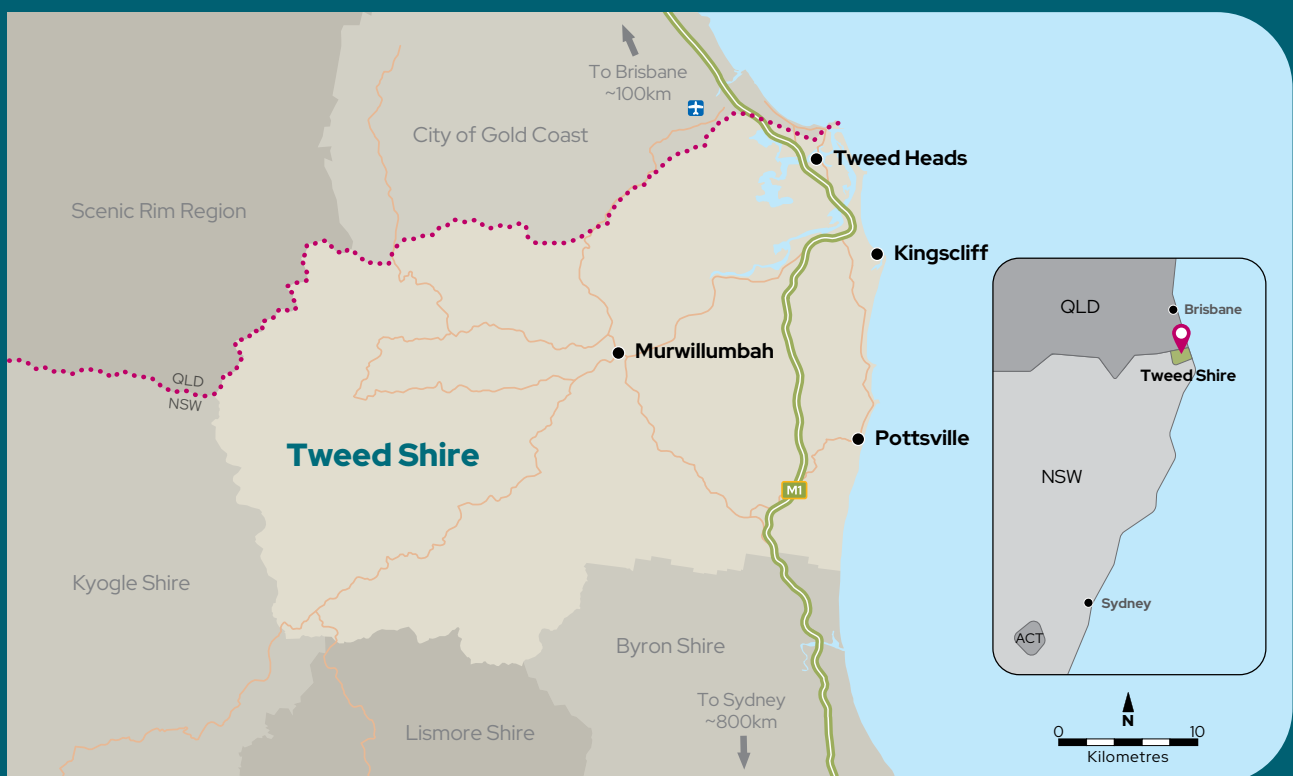 To Brisbane
~100km
City of Gold Coast
Tweed Heads
Scenic Rim Region
Kingscliff
Murwillumbah
QLD
NSW
Tweed Shire
Pottsville
M1
Kyogle Shire
Byron Shire
To Sydney
~800km
Lismore Shire
QLD
Brisbane
Tweed Shire
NSW
Sydney
ACT
N
0 10
Kilometres